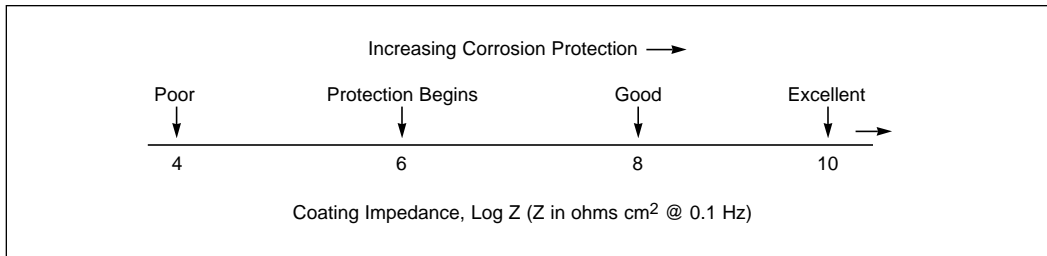 Increasing Corrosion Protection
Poor Protection Begins Good Excellent
4 6 8 10
Coating Impedance, Log Z (Z in ohms cm² @ 0.1 Hz)